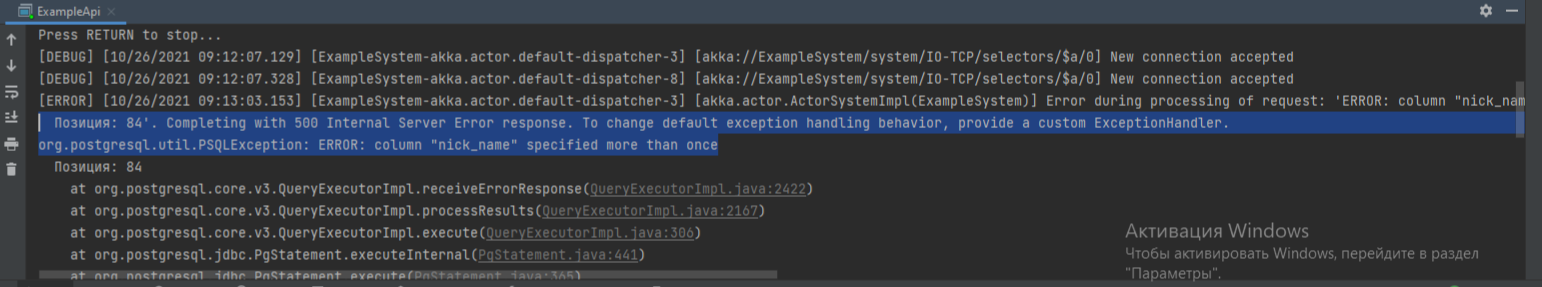 ExampleApi
Press RETURN to stop...
[DEBUG] [10/26/2021 09:12:07.129] [ExampleSystem-akka.actor.default-dispatcher-3] [akka://ExampleSystem/system/IO-TCP/selectors/$a/0] New connection accepted
[DEBUG] [10/26/2021 09:12:07.328] [ExampleSystem-akka.actor.default-dispatcher-8] [akka://ExampleSystem/system/IO-TCP/selectors/$a/0] New connection accepted
[ERROR] [10/26/2021 09:13:03.153] [ExampleSystem-akka.actor.default-dispatcher-3] [akka.actor.ActorSystemImpl(ExampleSystem)] Error during processing of request: 'ERROR: column "nick_nam
Позиция: 84'. Completing with 500 Internal Server Error response. To change default exception handling behavior, provide a custom ExceptionHandler.
org.postgresql.util.PSQLException: ERROR: column "nick_name" specified more than once
Позиция: 84
at org.postgresql.core.v3.QueryExecutorImpl.receiveErrorResponse(QueryExecutorImpl.java:2422)
at org.postgresql.core.v3.QueryExecutorImpl.processResults(QueryExecutorImpl.java:2167)
at org.postgresql.core.v3.QueryExecutorImpl.execute(QueryExecutorImpl.java:306)
at org.postgresql.jdbc.PgStatement.executeInternal(PgStatement.java:441)
at org.postgresql.jdbc.PgStatement.execute(PgStatement.java:365)
Активация Windows
Чтобы активировать Windows, перейдите в раздел
"Параметры".